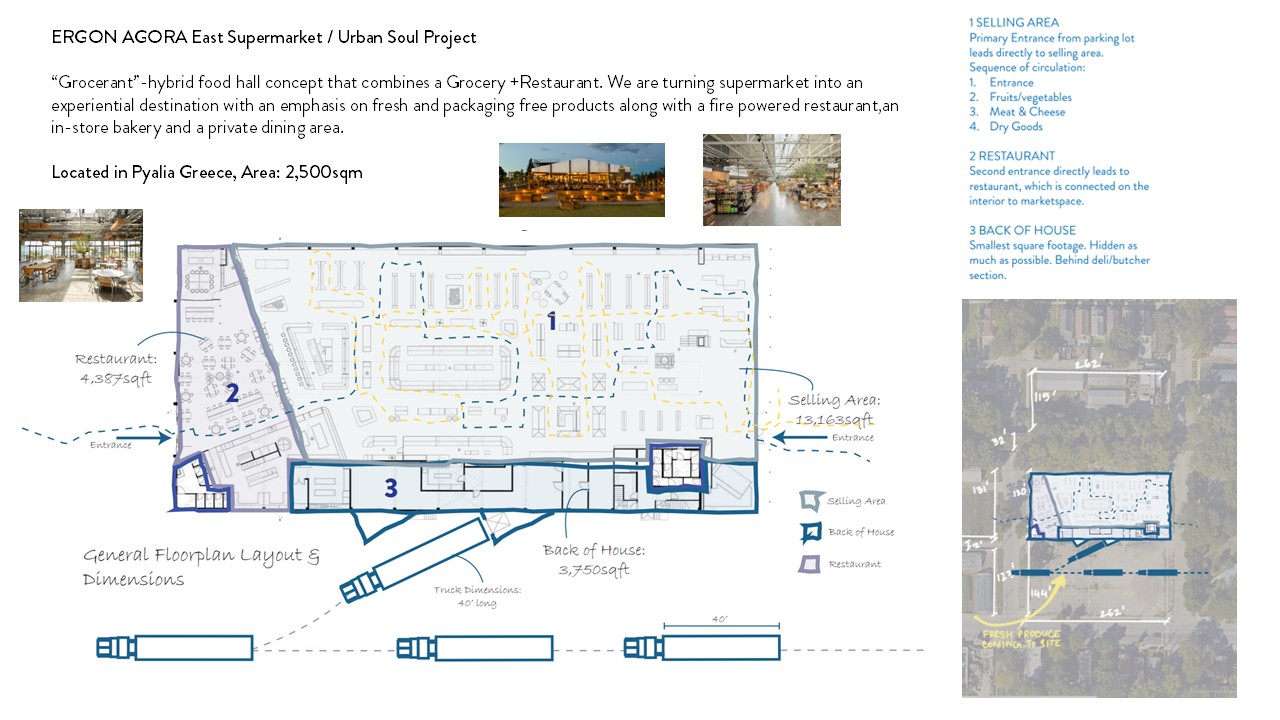 ERGON AGORA East Supermarket / Urban Soul Project
“Grocerant”-hybrid food hall concept that combines a Grocery +Restaurant. We are turning supermarket into an
experiential destination with an emphasis on fresh and packaging free products along with a fire powered restaurant,an
in-store bakery and a private dining area.
Located in Pyalia Greece, Area: 2,500sqm
1 SELLING AREA
Primary Entrance from parking lot
leads directly to selling area.
Sequence of circulation:
1. Entrance
2. Fruits/vegetables
3. Meat & Cheese
4. Dry Goods
2 RESTAURANT
Second entrance directly leads to
restaurant, which is connected on the
interior to marketspace.
3 BACK OF HOUSE
Smallest square footage. Hidden as
much as possible. Behind deli/butcher
section.
1
Restaurant:
4,387sqft
2
Selling Area:
13,163sqft
Entrance
Entrance
3
Selling Area
Back of House
Restaurant
General Floorplan Layout &
Dimensions
Back of House:
3,750sqft
Truck Dimensions:
40' long
40'
262'
115'
32'
131'
130'
122'
144'
262'
FRESH PRODUCE
COMING TO SITE